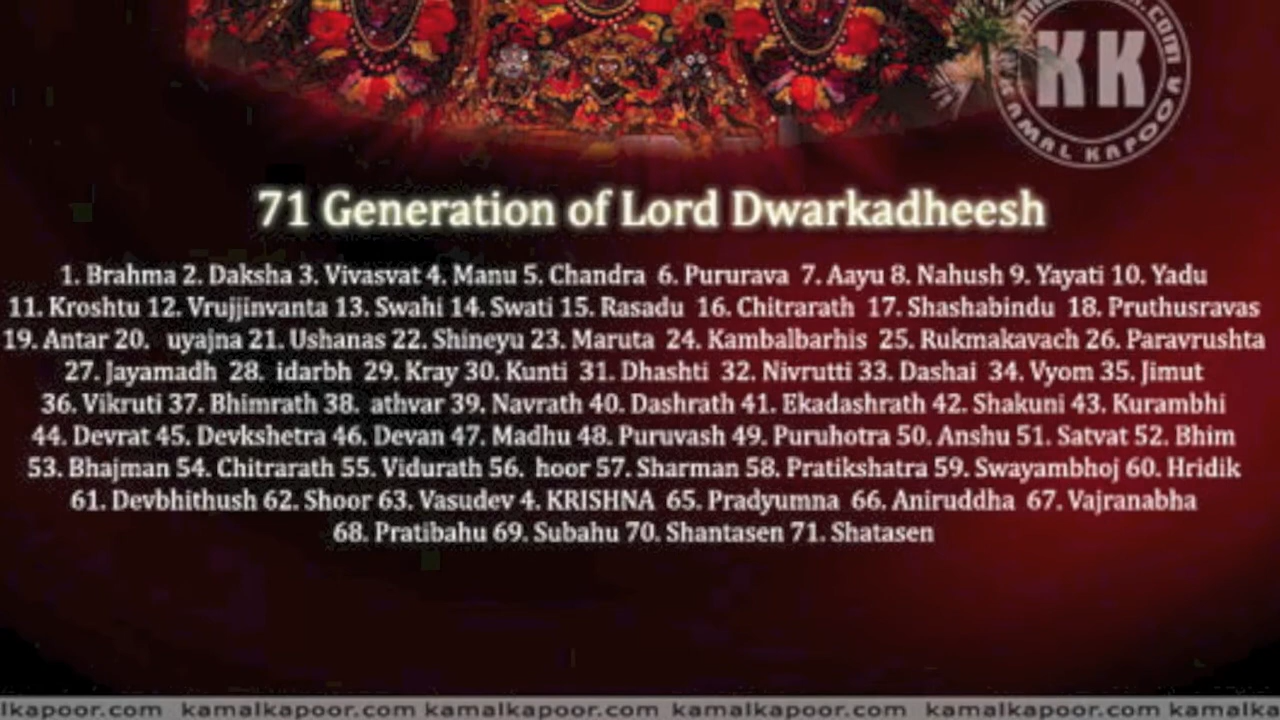 KK
KAMAL KAPOOR
71 Generation of Lord Dwarkadheesh
1. Brahma 2. Daksha 3. Vivasvat 4. Manu 5. Chandra 6. Pururava 7. Aayu 8. Nahush 9. Yayati 10. Yadu
11. Kroshtu 12. Vrujjinvanta 13. Swahi 14. Swati 15. Rasadu 16. Chitrarath 17. Shashabindu 18. Pruthusravas
19. Antar 20. uyajna 21. Ushanas 22. Shineyu 23. Maruta 24. Kambalbarhis 25. Rukmakavach 26. Paravrushta
27. Jayamadh 28. idarbh 29. Kray 30. Kunti 31. Dhashti 32. Nivrutti 33. Dashai 34. Vyom 35. Jimut
36. Vikruti 37. Bhimrath 38. athvar 39. Navrath 40. Dashrath 41. Ekadashrath 42. Shakuni 43. Kurambhi
44. Devrat 45. Devkshetra 46. Devan 47. Madhu 48. Puruvash 49. Puruhotra 50. Anshu 51. Satvat 52. Bhim
53. Bhajman 54. Chitrarath 55. Vidurath 56. hoor 57. Sharman 58. Pratikshatra 59. Swayambhoj 60. Hridik
61. Devbhithush 62. Shoor 63. Vasudev 4. KRISHNA 65. Pradyumna 66. Aniruddha 67. Vajranabha
68. Pratibahu 69. Subahu 70. Shantasen 71. Shatasen
lkapoor.com kamalkapoor.com kamalkapoor.com kamalkapoor.com kamalkapoor.com kamalka